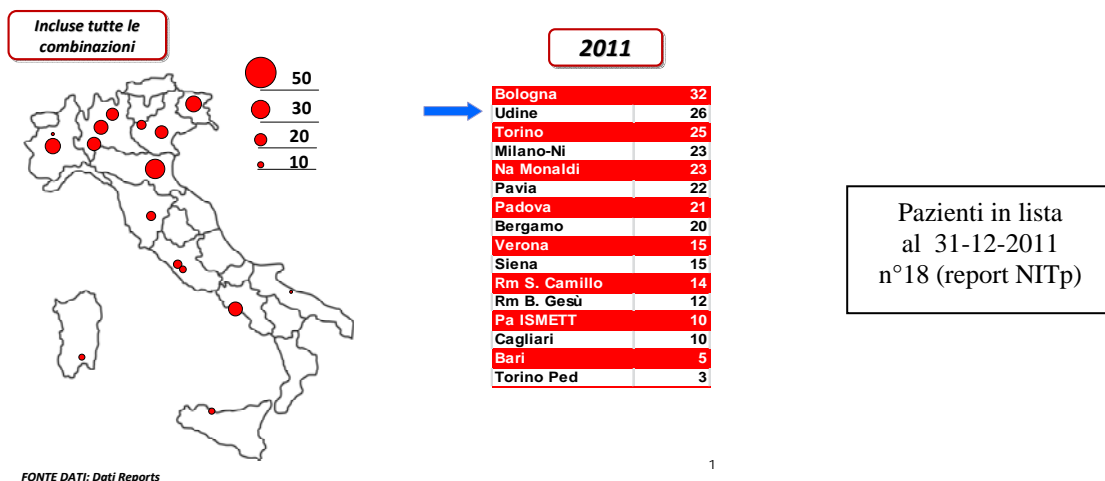 Incluse tutte le
combinazioni
50
30
20
10
2011
Bologna 32
Udine 26
Torino 25
Milano-Ni 23
Na Monaldi 23
Pavia 22
Padova 21
Bergamo 20
Verona 15
Siena 15
Rm S. Camillo 14
Rm B. Gesù 12
Pa ISMETT 10
Cagliari 10
Bari 5
Torino Ped 3
Pazienti in lista
al 31-12-2011
n°18 (report NITp)
1
FONTE DATI: Dati Reports